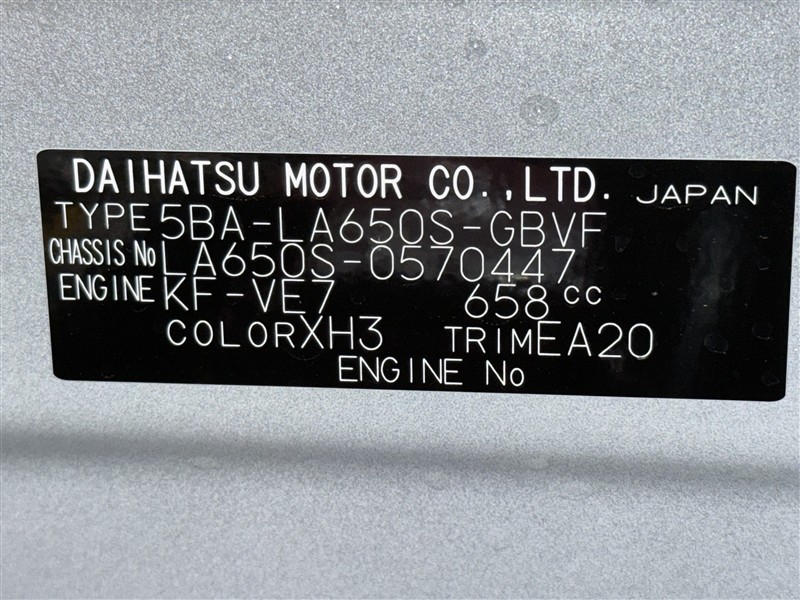 DAIHATSU MOTOR CO.,LTD. JAPAN
TYPE 5BA-LA650S-GBVF
CHASSIS No LA650S-0570447
ENGINE KF-VE7 658 CC
COLOR XH3 TRIM EA20
ENGINE No